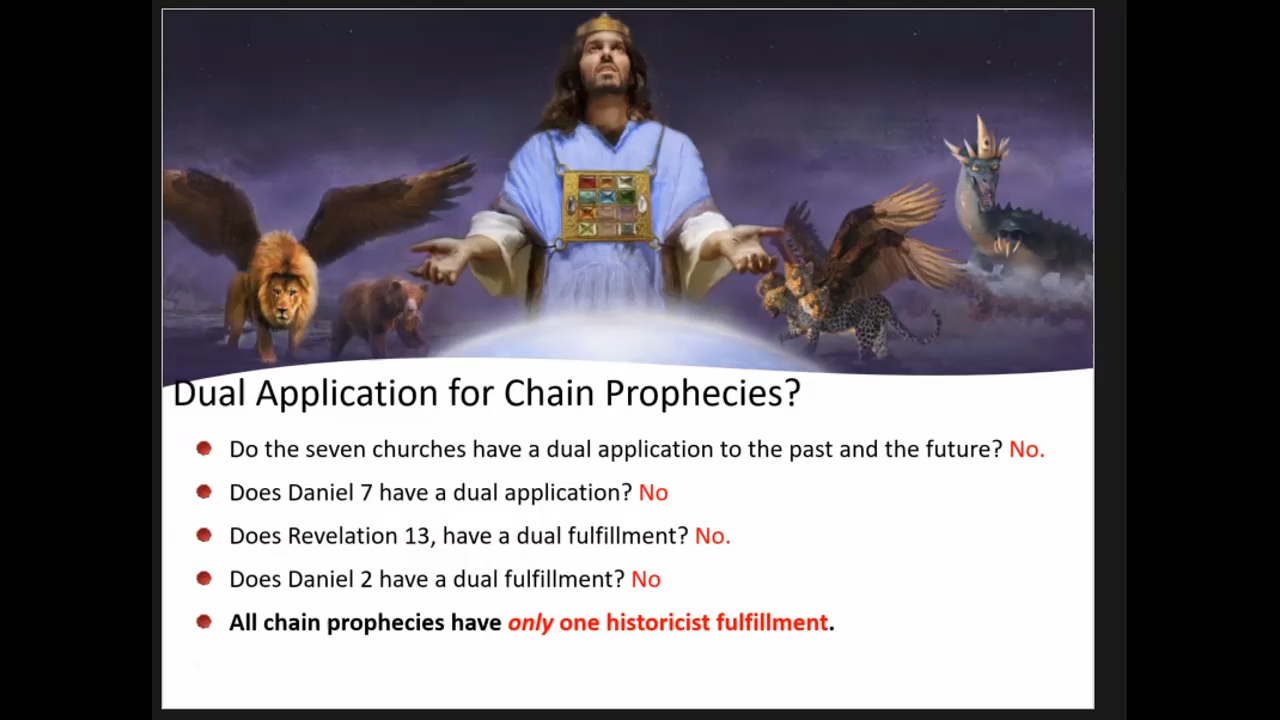 Dual Application for Chain Prophecies?
Do the seven churches have a dual application to the past and the future? No.
Does Daniel 7 have a dual application? No
Does Revelation 13, have a dual fulfillment? No.
Does Daniel 2 have a dual fulfillment? No
All chain prophecies have only one historicist fulfillment.